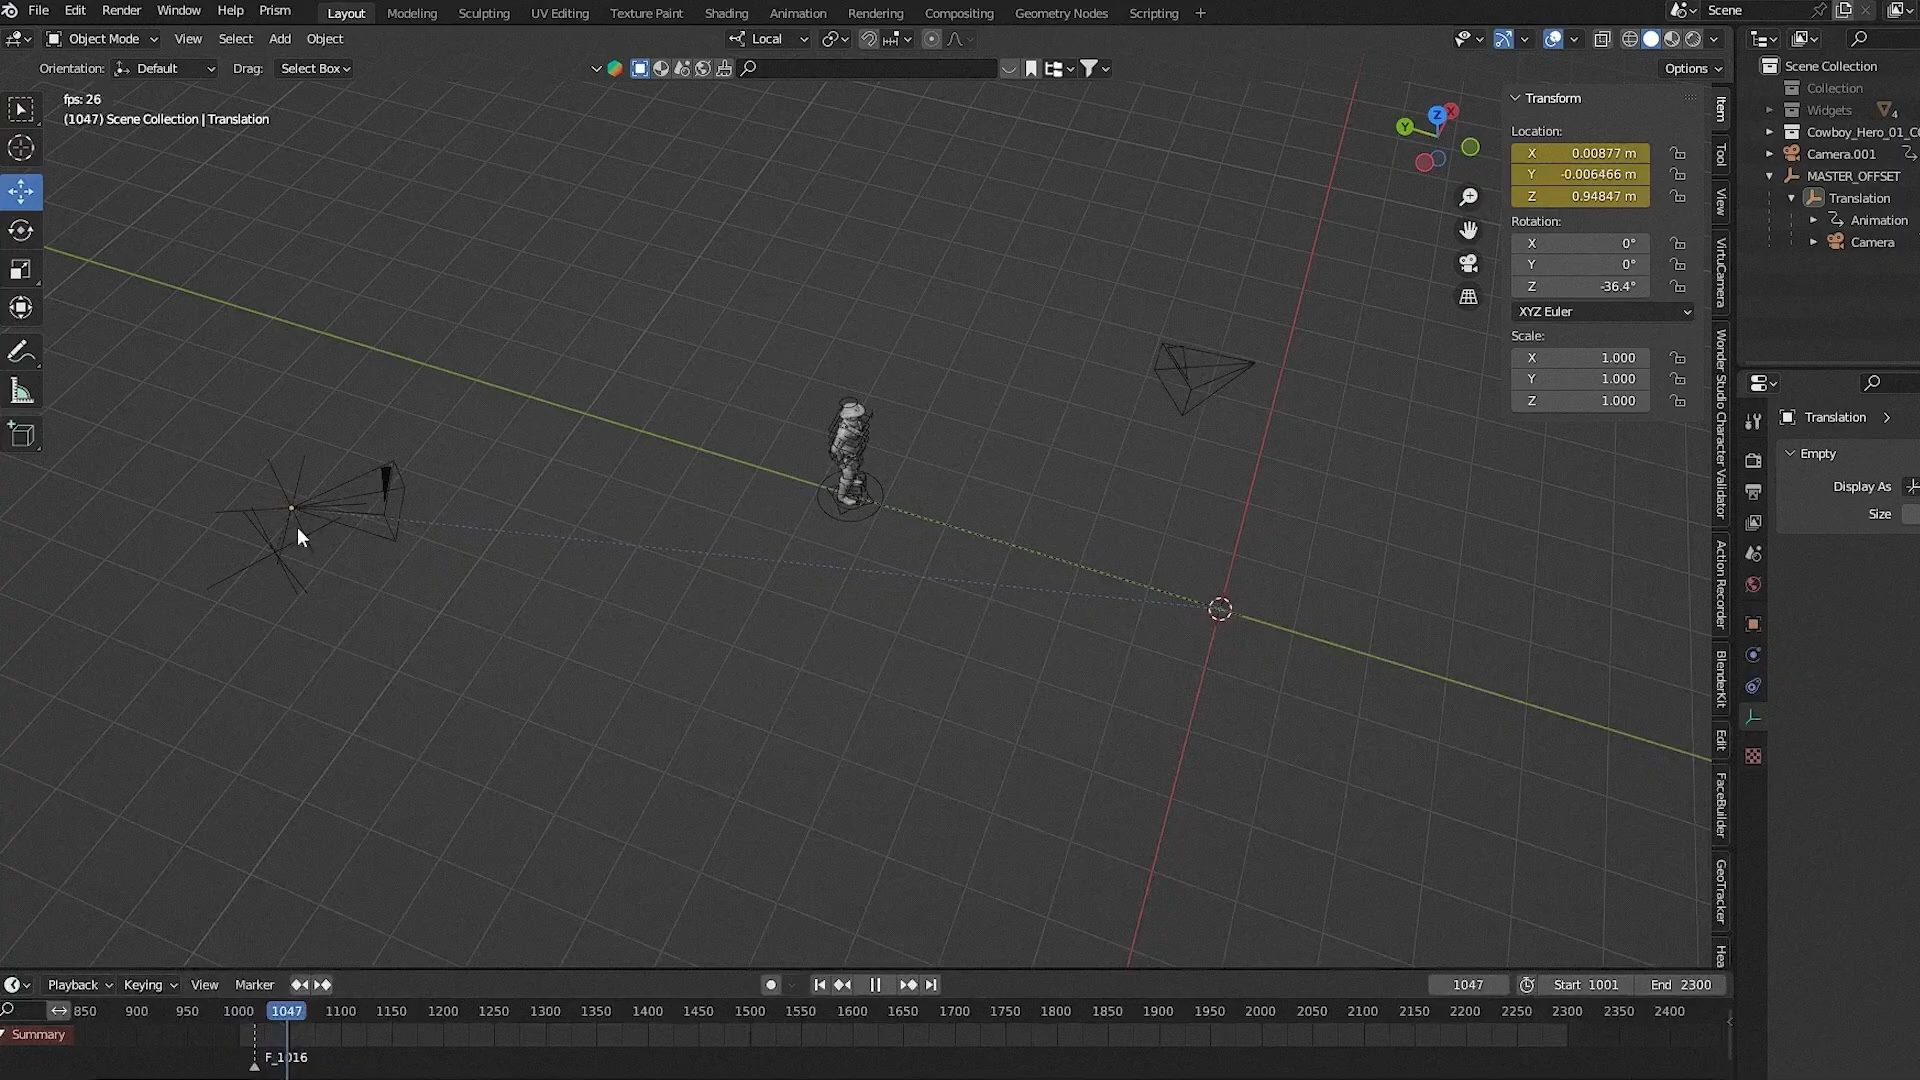 File Edit Render Window Help Prism Layout Modeling Sculpting UV Editing Texture Paint Shading Animation Rendering Compositing Geometry Nodes Scripting + Scene
Object Mode View Select Add Object Local
Orientation: Default Drag: Select Box Options
fps: 26
(1047) Scene Collection | Translation
Z X Y
Transform
Location:
X 0.00877 m
Y -0.006466 m
Z 0.94847 m
Rotation:
X 0°
Y 0°
Z -36.4°
XYZ Euler
Scale:
X 1.000
Y 1.000
Z 1.000
Item
Tool
View
VirtuCamera
Wonder Studio Character Validator
Action Recorder
BlenderKit
Edit
FaceBuilder
GeoTracker
Hea
Scene Collection
Collection
Widgets 4
Cowboy_Hero_01_C
Camera.001
MASTER_OFFSET
Translation
Animation
Camera
Translation
Empty
Display As
Size
Playback Keying View Marker 1047 Start 1001 End 2300
850 900 950 1000 1047 1100 1150 1200 1250 1300 1350 1400 1450 1500 1550 1600 1650 1700 1750 1800 1850 1900 1950 2000 2050 2100 2150 2200 2250 2300 2350 2400
Summary
F_1016